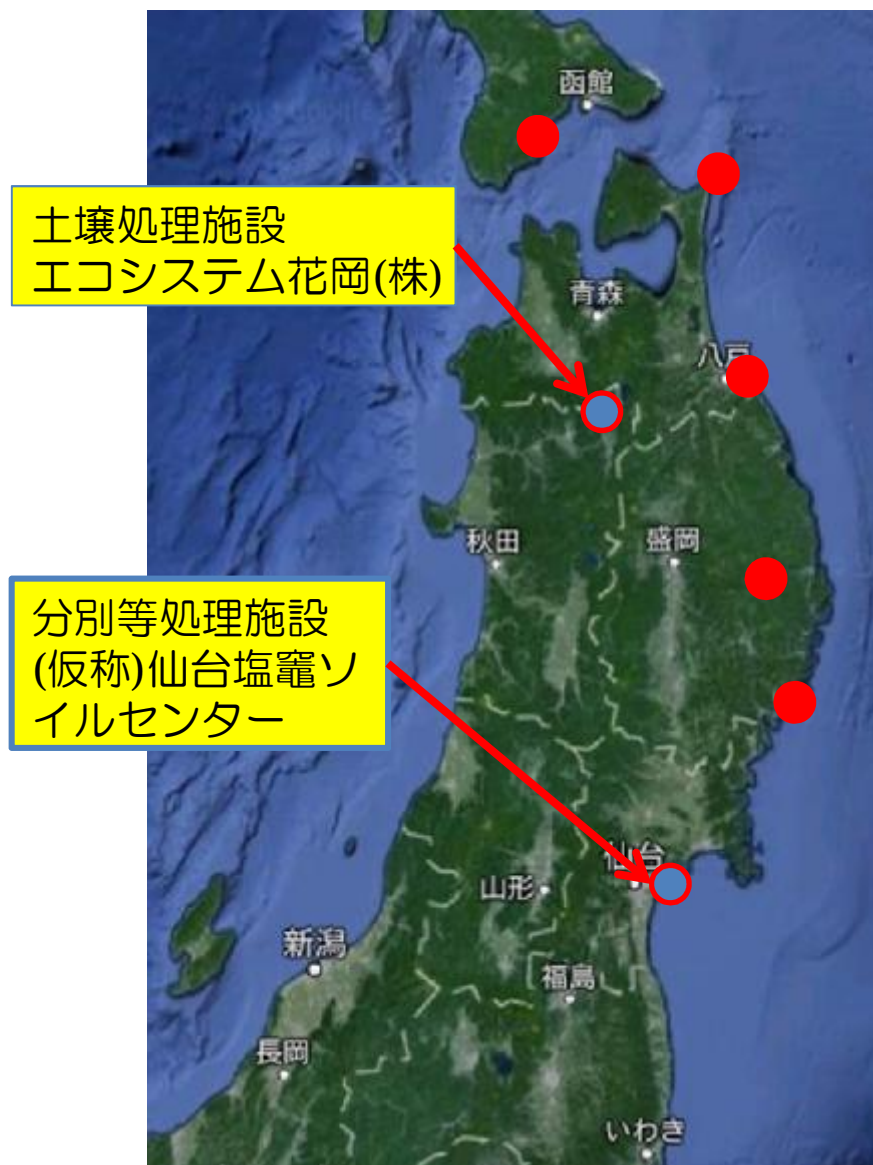 函館
土壌処理施設
エコシステム花岡(株)
青森
八戸
秋田
盛岡
分別等処理施設
(仮称)仙台塩竈ソ
イルセンター
仙台
山形
新潟
福島
長岡
いわき